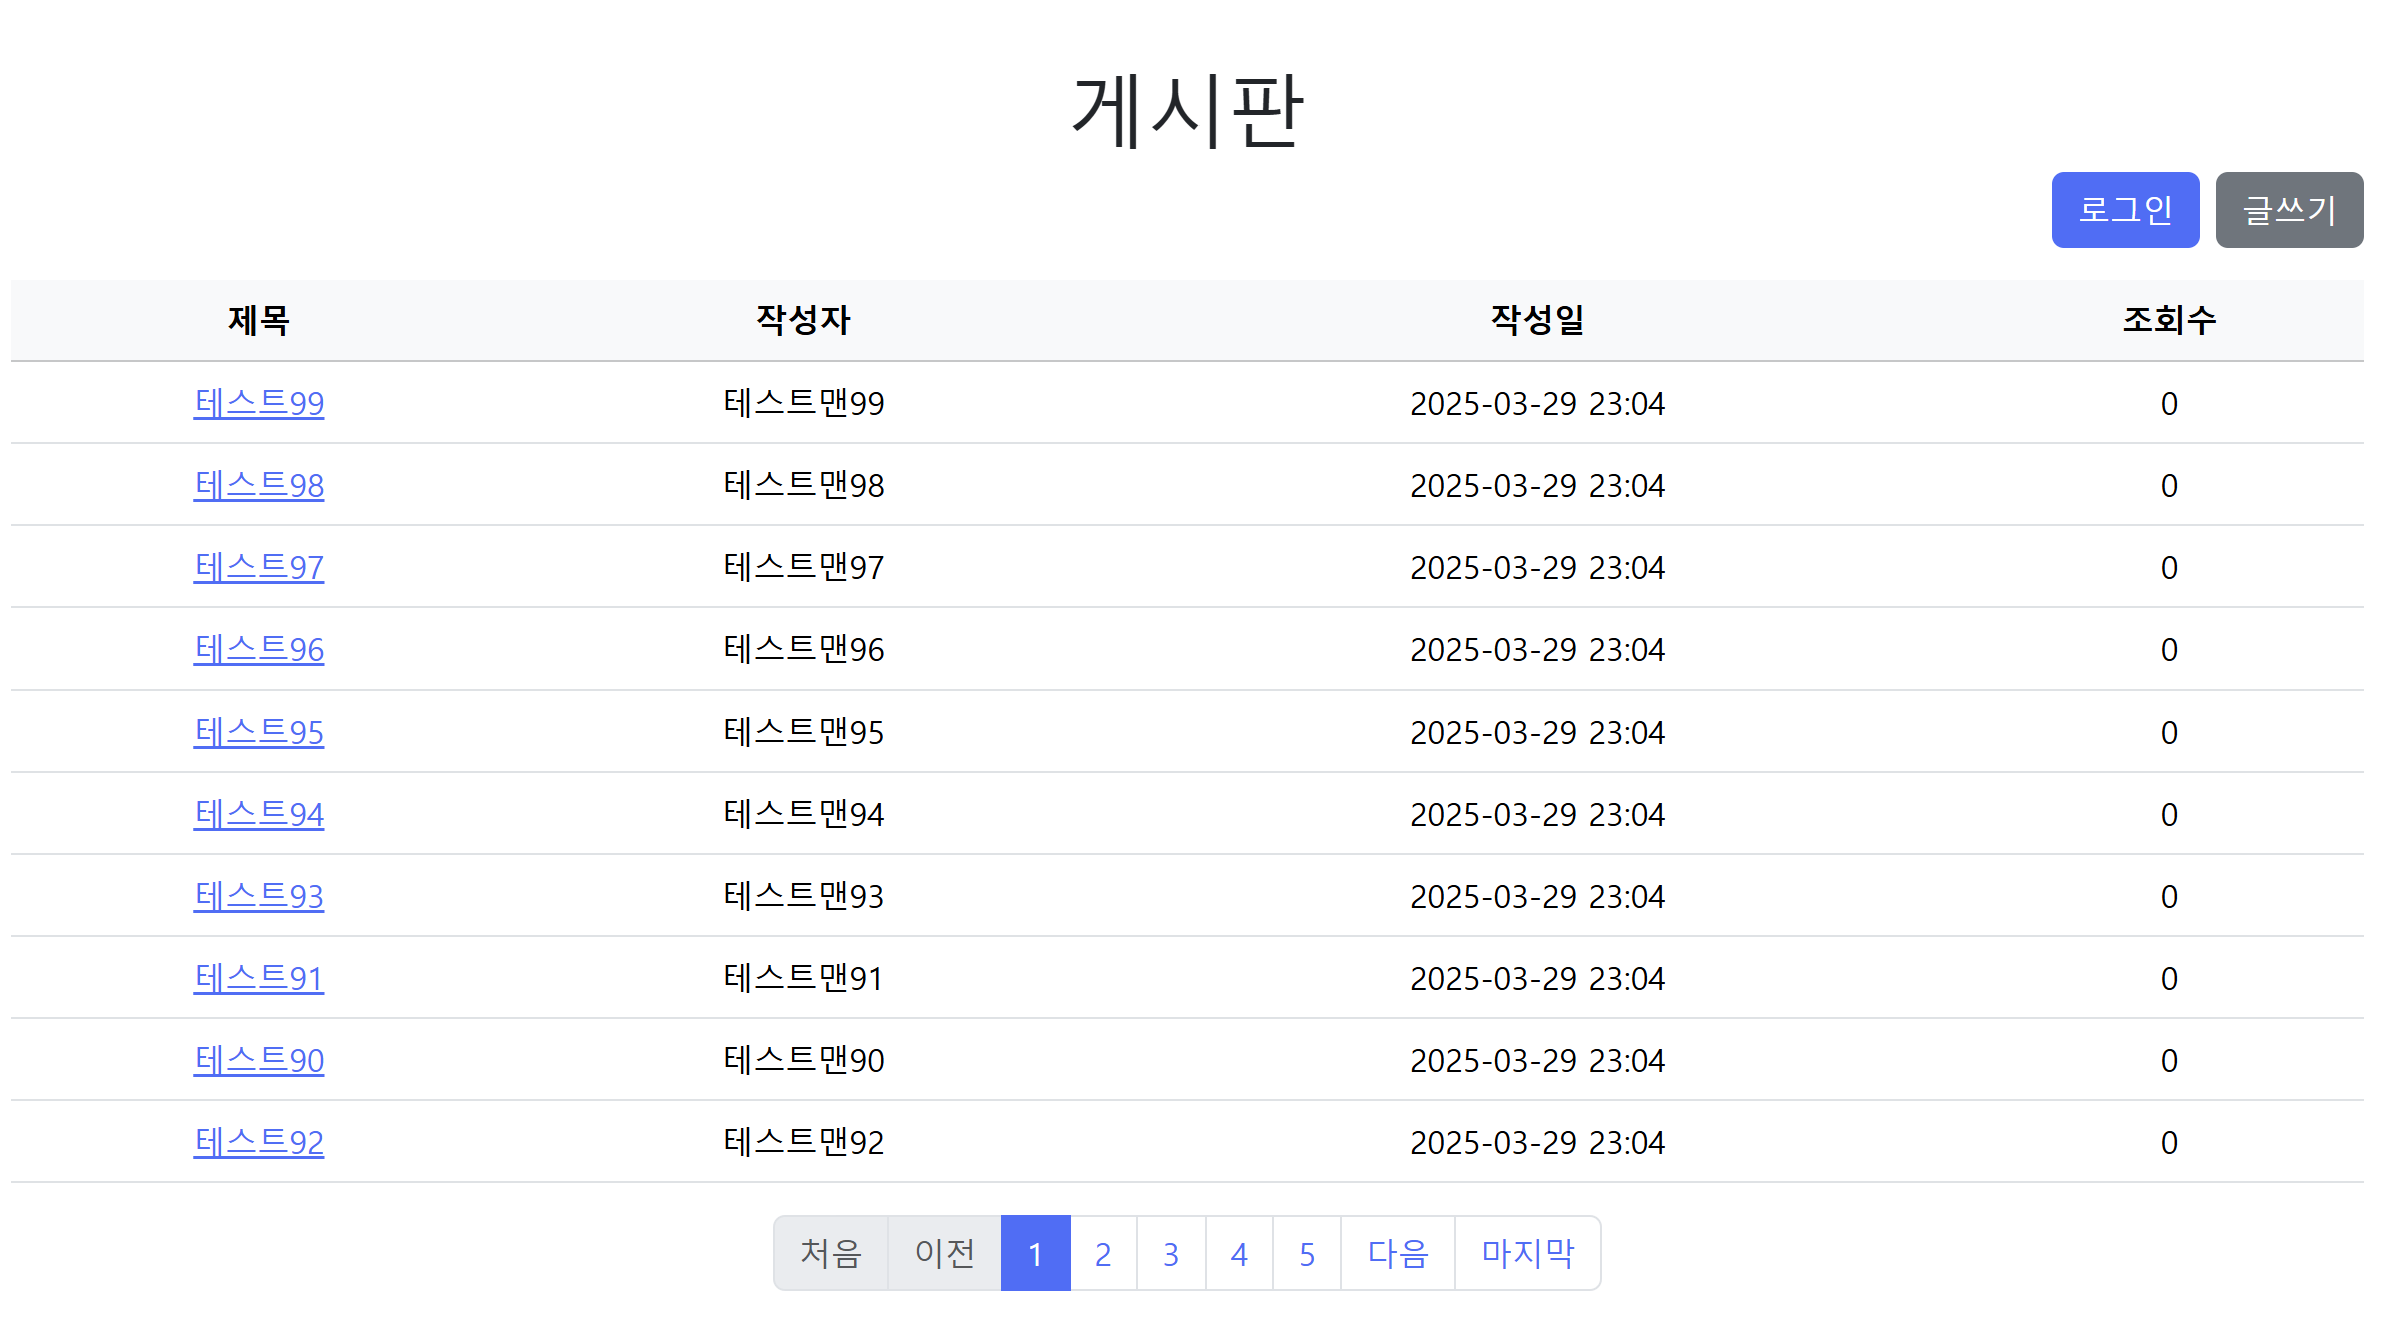 게시판
로그인 글쓰기
제목 작성자 작성일 조회수
테스트99 테스트맨99 2025-03-29 23:04 0
테스트98 테스트맨98 2025-03-29 23:04 0
테스트97 테스트맨97 2025-03-29 23:04 0
테스트96 테스트맨96 2025-03-29 23:04 0
테스트95 테스트맨95 2025-03-29 23:04 0
테스트94 테스트맨94 2025-03-29 23:04 0
테스트93 테스트맨93 2025-03-29 23:04 0
테스트91 테스트맨91 2025-03-29 23:04 0
테스트90 테스트맨90 2025-03-29 23:04 0
테스트92 테스트맨92 2025-03-29 23:04 0
처음 이전 1 2 3 4 5 다음 마지막